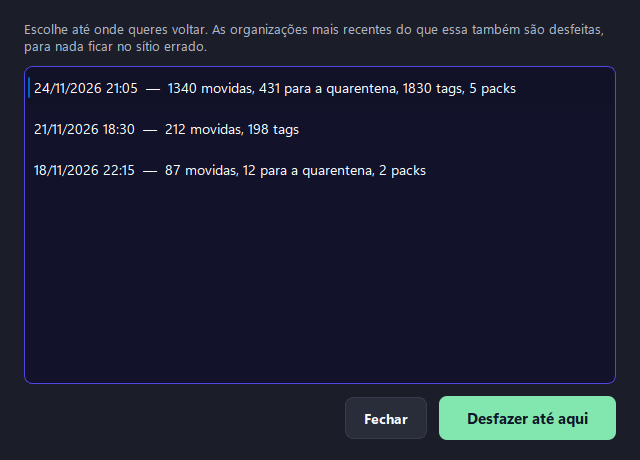 Escolhe até onde queres voltar. As organizações mais recentes do que essa também são desfeitas,
para nada ficar no sítio errado.
24/11/2026 21:05 — 1340 movidas, 431 para a quarentena, 1830 tags, 5 packs
21/11/2026 18:30 — 212 movidas, 198 tags
18/11/2026 22:15 — 87 movidas, 12 para a quarentena, 2 packs
Fechar
Desfazer até aqui